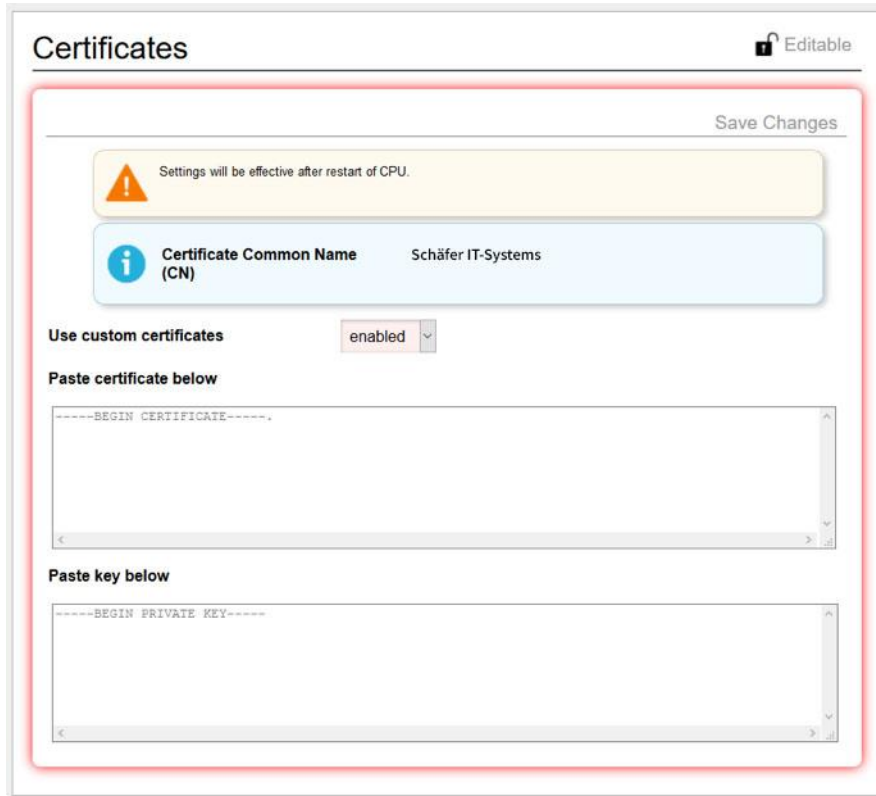 Certificates
Editable
Save Changes
Settings will be effective after restart of CPU.
Certificate Common Name
(CN)
Schäfer IT-Systems
Use custom certificates
enabled
Paste certificate below
-----BEGIN CERTIFICATE-----.
Paste key below
-----BEGIN PRIVATE KEY-----